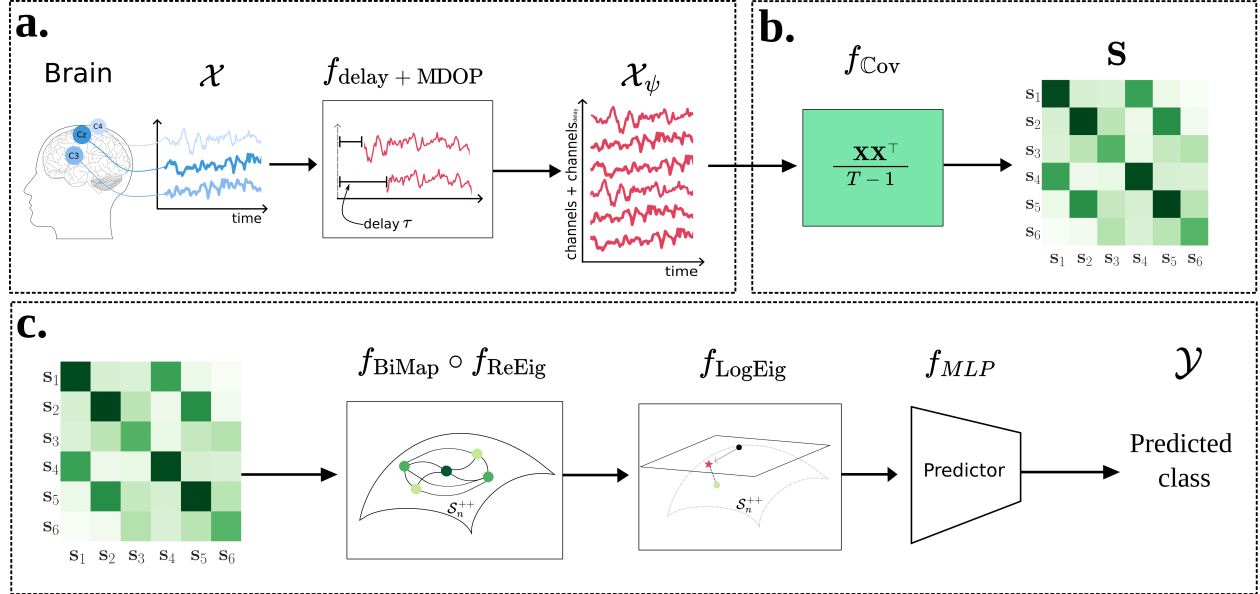 a.
Brain
𝒳
f_delay + MDOP
𝒳_ψ
C4
Cz
C3
time
delay τ
channels + channels_delay
time
b.
f_ℂov
S
XX^⊤
T − 1
s_1
s_2
s_3
s_4
s_5
s_6
s_1 s_2 s_3 s_4 s_5 s_6
c.
s_1
s_2
s_3
s_4
s_5
s_6
s_1 s_2 s_3 s_4 s_5 s_6
f_BiMap ∘ f_ReEig
𝒮_n^++
f_LogEig
𝒮_n^++
f_MLP
Predictor
𝒴
Predicted
class